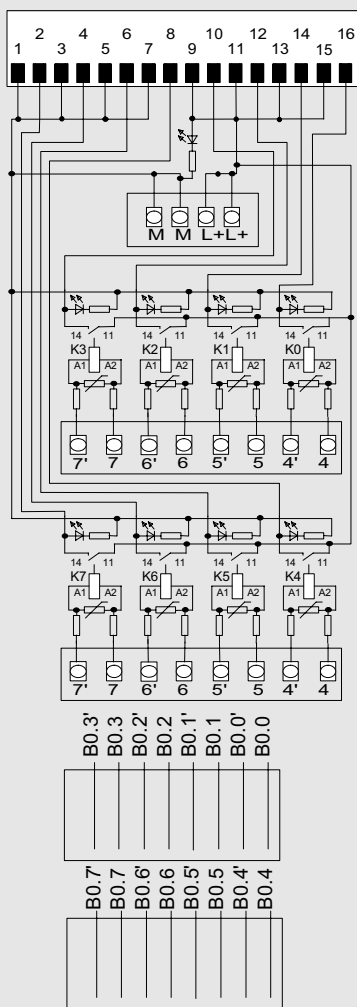 1 2 3 4 5 6 7 8 9 10 11 12 13 14 15 16
M M L+ L+
14 11 14 11 14 11 14 11
K3 K2 K1 K0
A1 A2 A1 A2 A1 A2 A1 A2
7' 7 6' 6 5' 5 4' 4
14 11 14 11 14 11 14 11
K7 K6 K5 K4
A1 A2 A1 A2 A1 A2 A1 A2
7' 7 6' 6 5' 5 4' 4
B0.3' B0.3 B0.2' B0.2 B0.1' B0.1 B0.0' B0.0
B0.7' B0.7 B0.6' B0.6 B0.5' B0.5 B0.4' B0.4